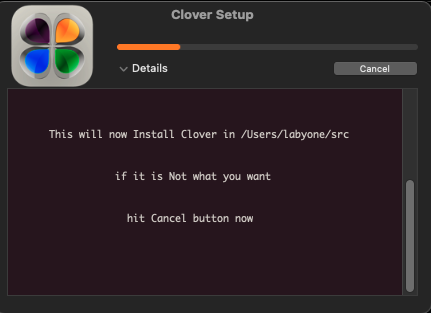 Clover Setup
Details
Cancel
This will now Install Clover in /Users/labyone/src
if it is Not what you want
hit Cancel button now